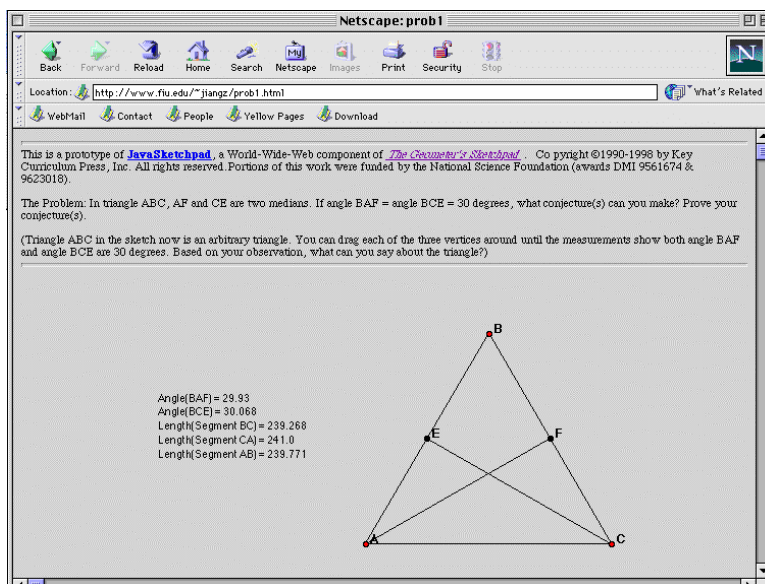 Netscape: prob1
Back Forward Reload Home Search Netscape Images Print Security Stop
My
N
Location: http://www.fiu.edu/~jiangz/prob1.html What's Related
WebMail Contact People Yellow Pages Download
This is a prototype of JavaSketchpad, a World-Wide-Web component of The Geometer's Sketchpad . Co pyright ©1990-1998 by Key
Curriculum Press, Inc. All rights reserved.Portions of this work were funded by the National Science Foundation (awards DMI 9561674 &
9623018).
The Problem: In triangle ABC, AF and CE are two medians. If angle BAF = angle BCE = 30 degrees, what conjecture(s) can you make? Prove your
conjecture(s).
(Triangle ABC in the sketch now is an arbitrary triangle. You can drag each of the three vertices around until the measurements show both angle BAF
and angle BCE are 30 degrees. Based on your observation, what can you say about the triangle?)
B
Angle(BAF) = 29.93
Angle(BCE) = 30.068
Length(Segment BC) = 239.268
Length(Segment CA) = 241.0
Length(Segment AB) = 239.771
E
F
A
C